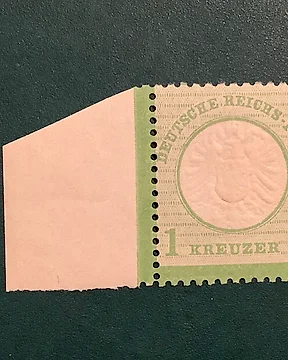 DEUTSCHE REICHS-
1 KREUZER